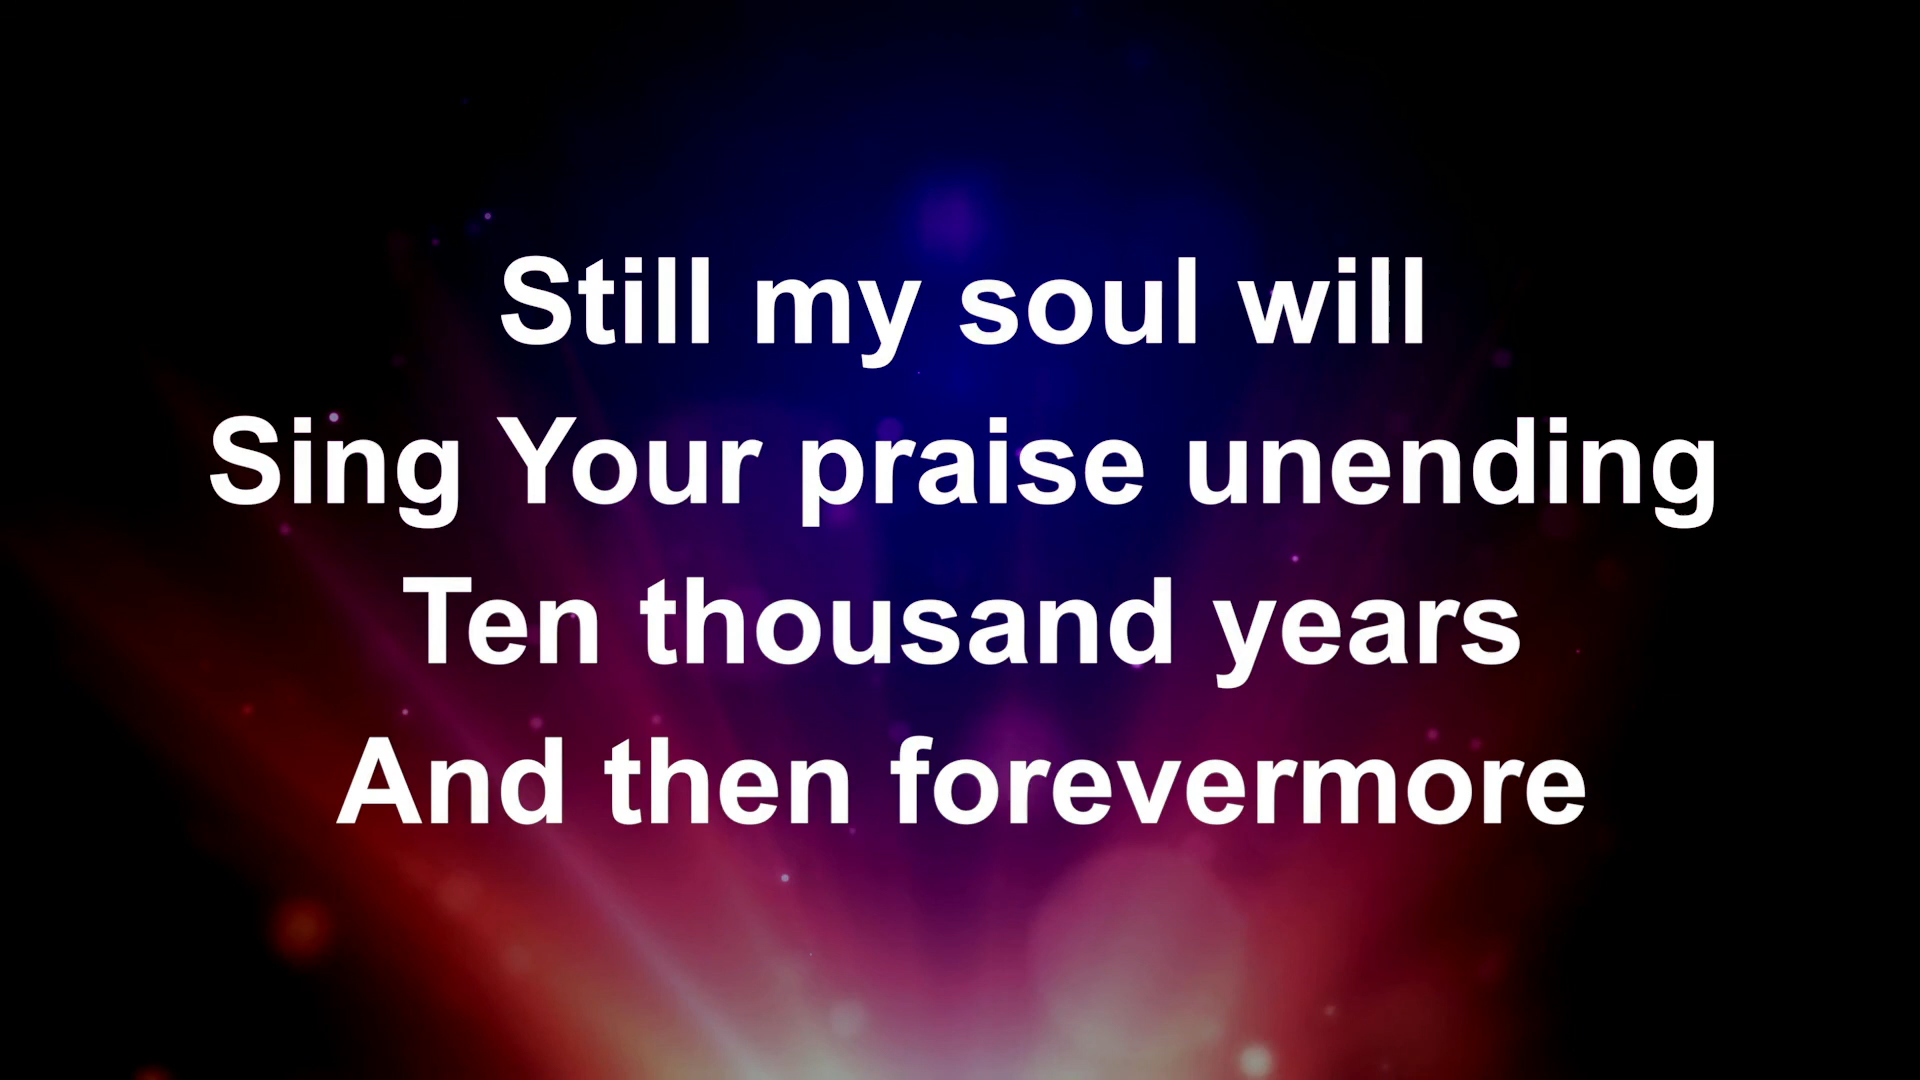 Still my soul will
Sing Your praise unending
Ten thousand years
And then forevermore